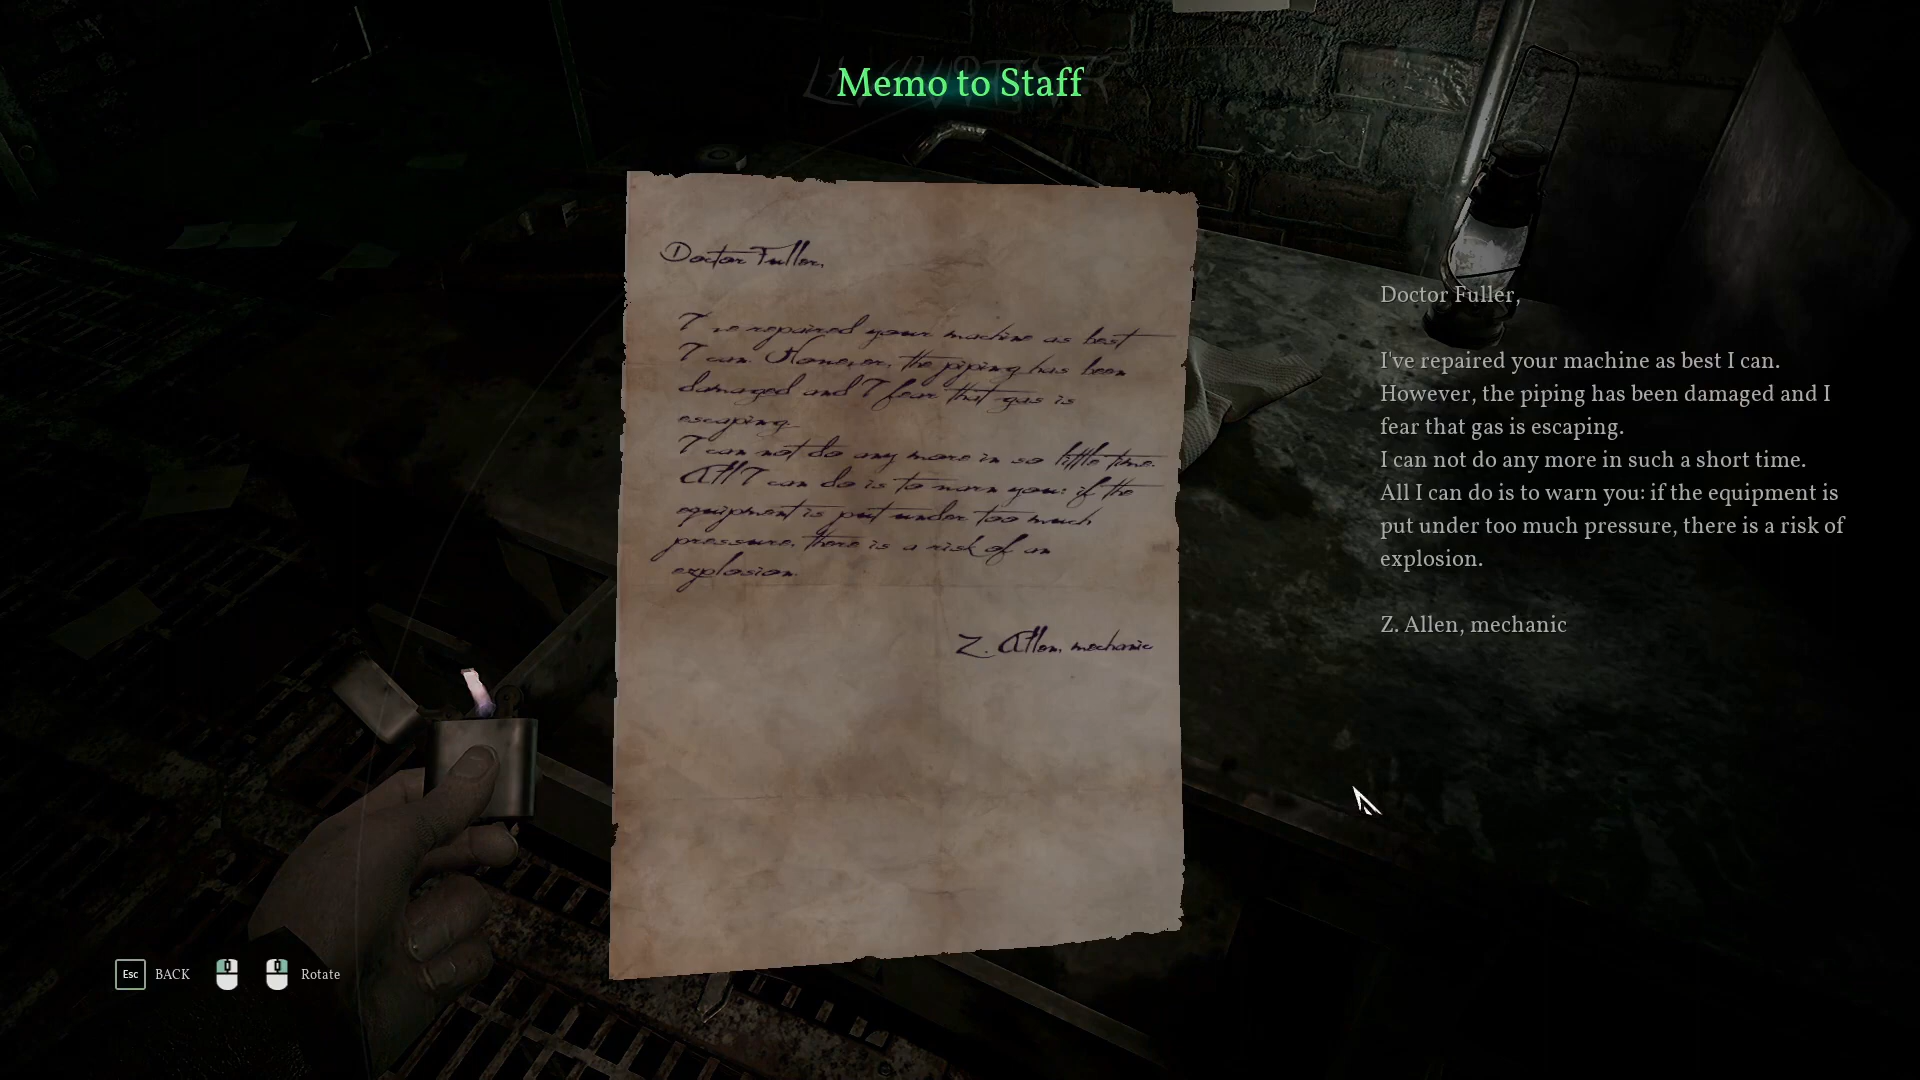 Memo to Staff
Doctor Fuller,
I've repaired your machine as best
I can. However, the piping has been
damaged and I fear that gas is
escaping.
I can not do any more in so little time.
All I can do is to warn you: if the
equipment is put under too much
pressure, there is a risk of an
explosion.
Z. Allen, mechanic
Doctor Fuller,
I've repaired your machine as best I can.
However, the piping has been damaged and I
fear that gas is escaping.
I can not do any more in such a short time.
All I can do is to warn you: if the equipment is
put under too much pressure, there is a risk of
explosion.
Z. Allen, mechanic
Esc BACK Rotate